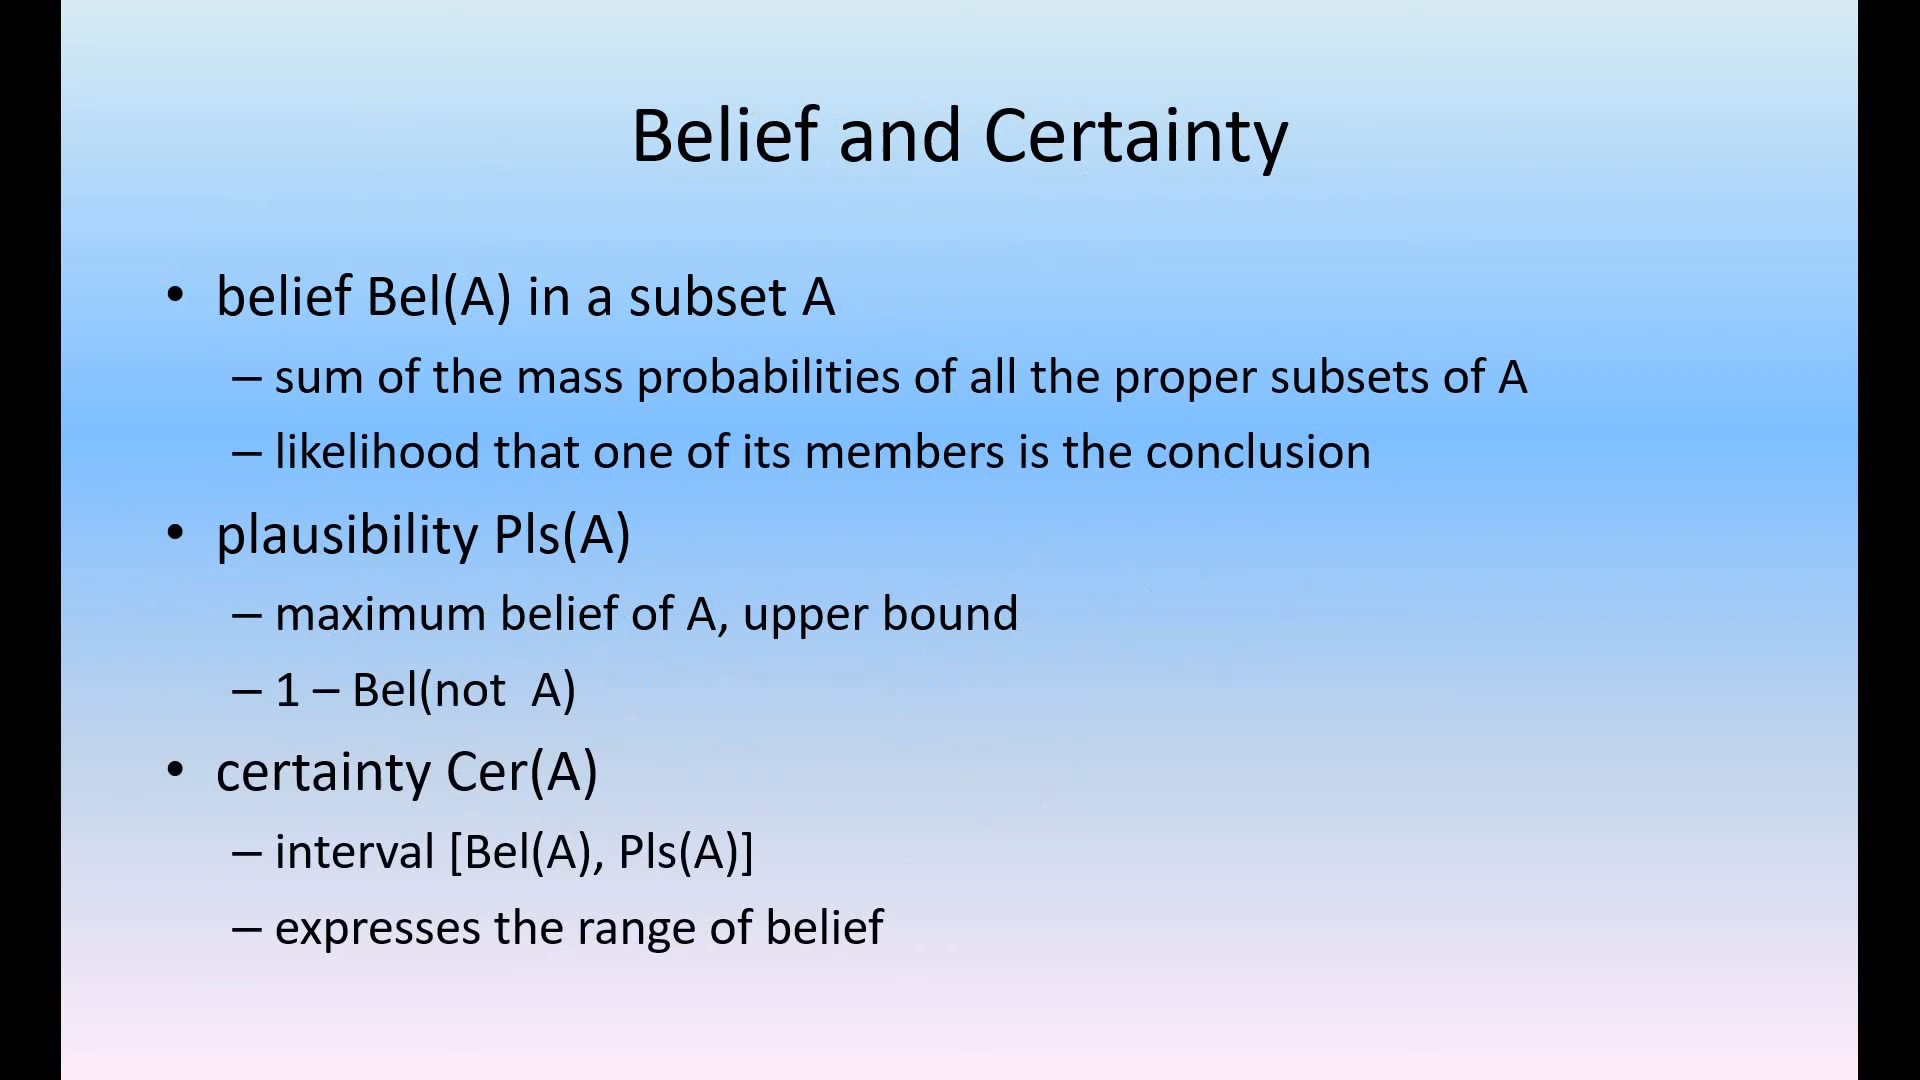 Belief and Certainty
• belief Bel(A) in a subset A
– sum of the mass probabilities of all the proper subsets of A
– likelihood that one of its members is the conclusion
• plausibility Pls(A)
– maximum belief of A, upper bound
– 1 – Bel(not  A)
• certainty Cer(A)
– interval [Bel(A), Pls(A)]
– expresses the range of belief